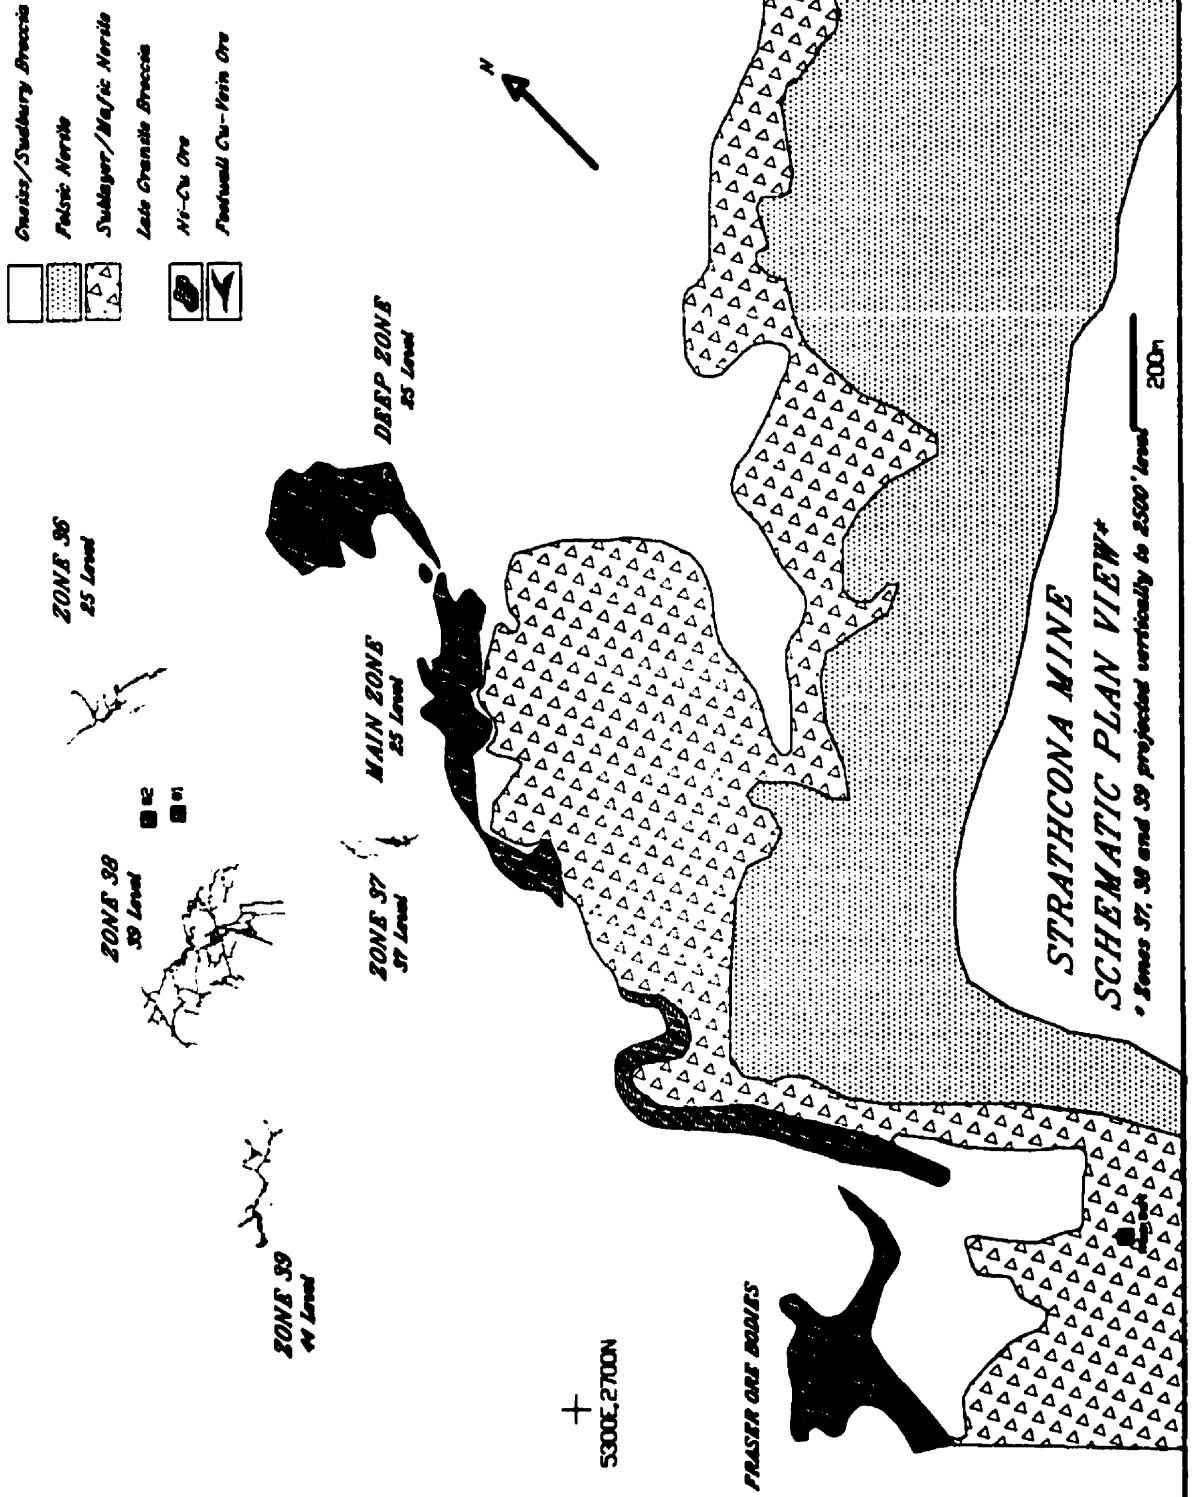 Gneiss/Sudbury Breccia
Felsic Norite
Sublayer/Mafic Norite
Late Granite Breccia
Ni-Cu Ore
Footwall Cu-Vein Ore
N
DEEP ZONE
25 Level
ZONE 36
25 Level
MAIN ZONE
25 Level
#2
#1
ZONE 38
39 Level
ZONE 37
37 Level
ZONE 39
44 Level
5300E,2700N
FRASER ORE BODIES
200m
STRATHCONA MINE
SCHEMATIC PLAN VIEW*
* Zones 37, 38 and 39 projected vertically to 2500' level